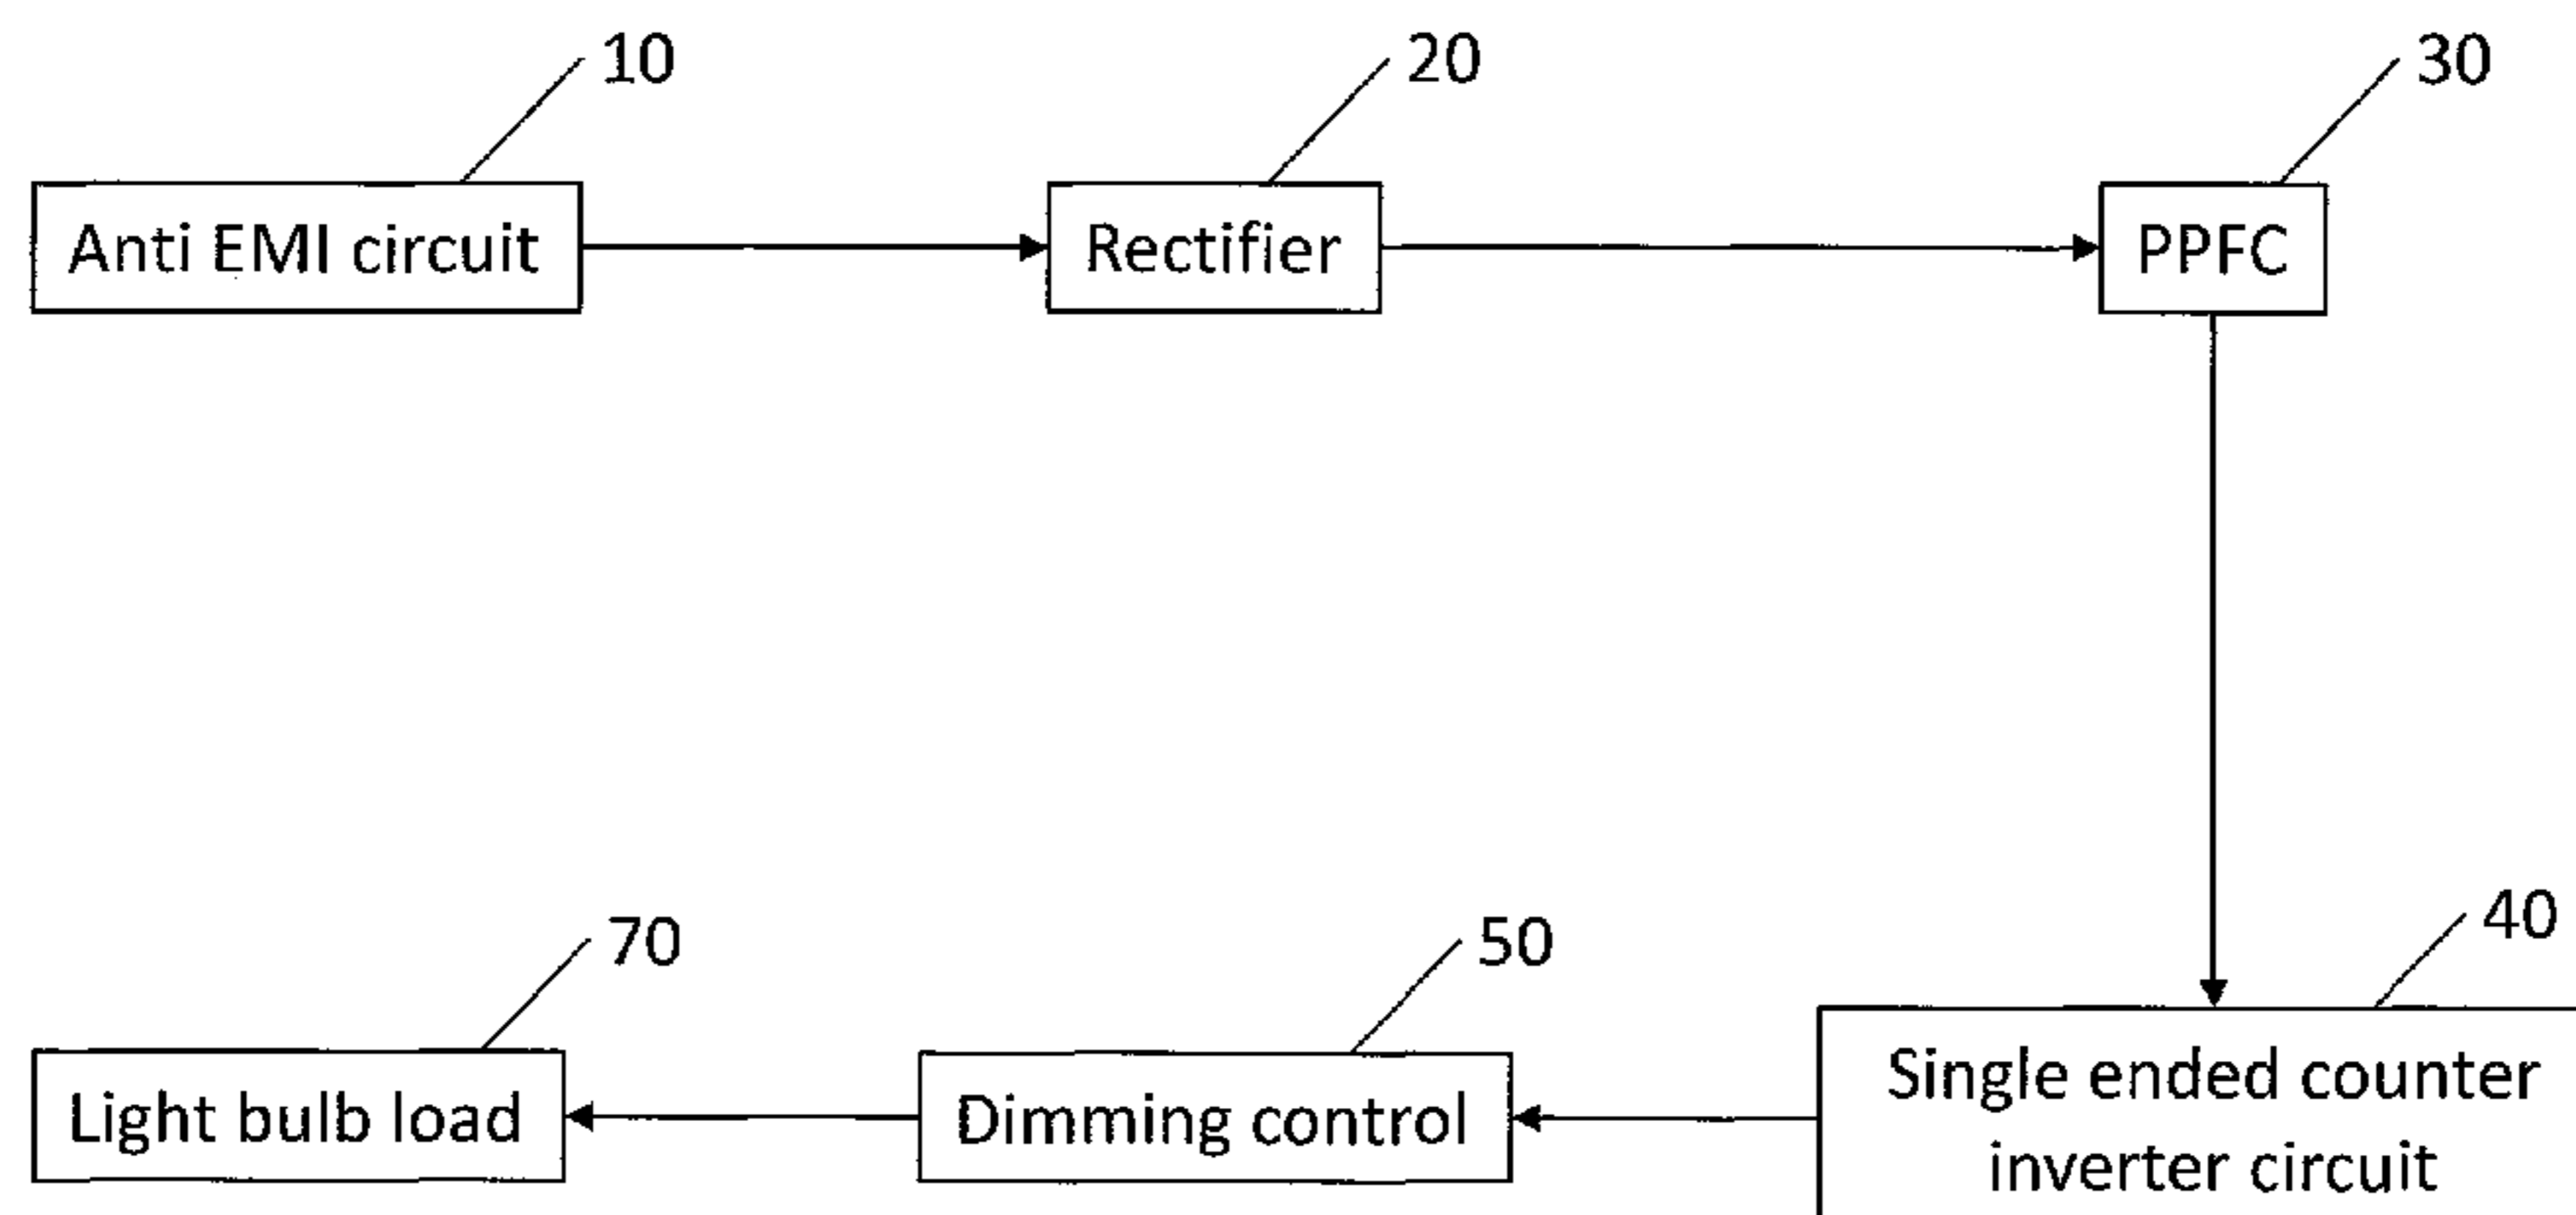 10
20
30
Anti EMI circuit
Rectifier
PPFC
40
70
50
Single ended counter
inverter circuit
Light bulb load
Dimming control